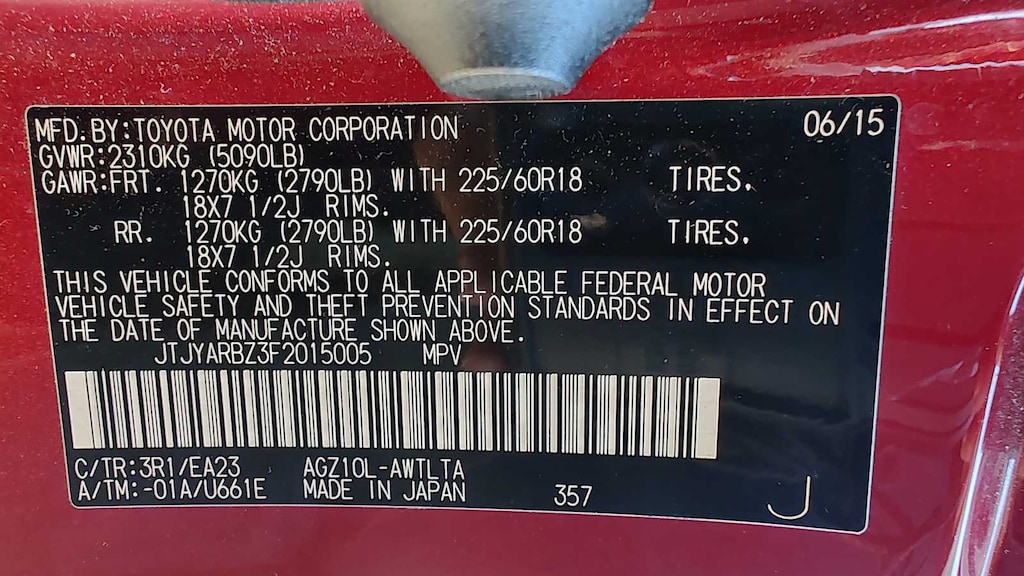 MFD.BY:TOYOTA MOTOR CORPORATION 06/15
GVWR:2310KG (5090LB)
GAWR:FRT. 1270KG (2790LB) WITH 225/60R18 TIRES.
18X7 1/2J RIMS.
RR. 1270KG (2790LB) WITH 225/60R18 TIRES.
18X7 1/2J RIMS.
THIS VEHICLE CONFORMS TO ALL APPLICABLE FEDERAL MOTOR
VEHICLE SAFETY AND THEFT PREVENTION STANDARDS IN EFFECT ON
THE DATE OF MANUFACTURE SHOWN ABOVE.
JTJYARBZ3F2015005 MPV
C/TR:3R1/EA23 AGZ10L-AWTLTA
A/TM:-01A/U661E MADE IN JAPAN 357 J